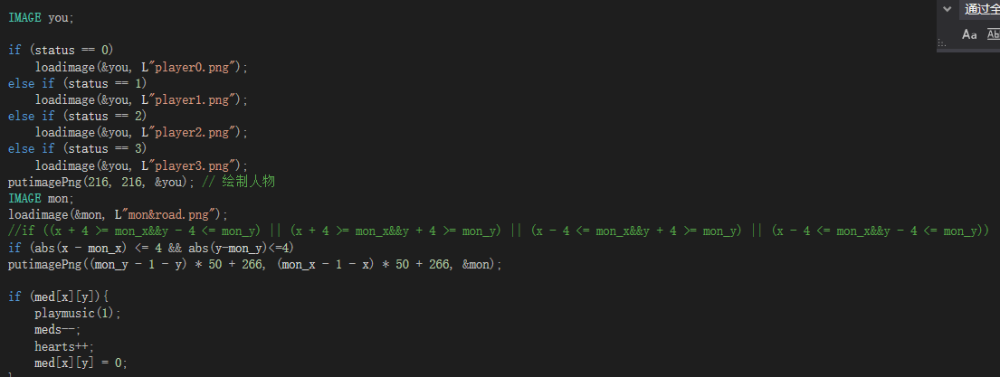 IMAGE you;
通过全
Aa Ab
if (status == 0)
loadimage(&you, L"player0.png");
else if (status == 1)
loadimage(&you, L"player1.png");
else if (status == 2)
loadimage(&you, L"player2.png");
else if (status == 3)
loadimage(&you, L"player3.png");
putimagePng(216, 216, &you); // 绘制人物
IMAGE mon;
loadimage(&mon, L"mon&road.png");
//if ((x + 4 >= mon_x&&y - 4 <= mon_y) || (x + 4 >= mon_x&&y + 4 >= mon_y) || (x - 4 <= mon_x&&y + 4 >= mon_y) || (x - 4 <= mon_x&&y - 4 <= mon_y))
if (abs(x - mon_x) <= 4 && abs(y-mon_y)<=4)
putimagePng((mon_y - 1 - y) * 50 + 266, (mon_x - 1 - x) * 50 + 266, &mon);
if (med[x][y]){
playmusic(1);
meds--;
hearts++;
med[x][y] = 0;